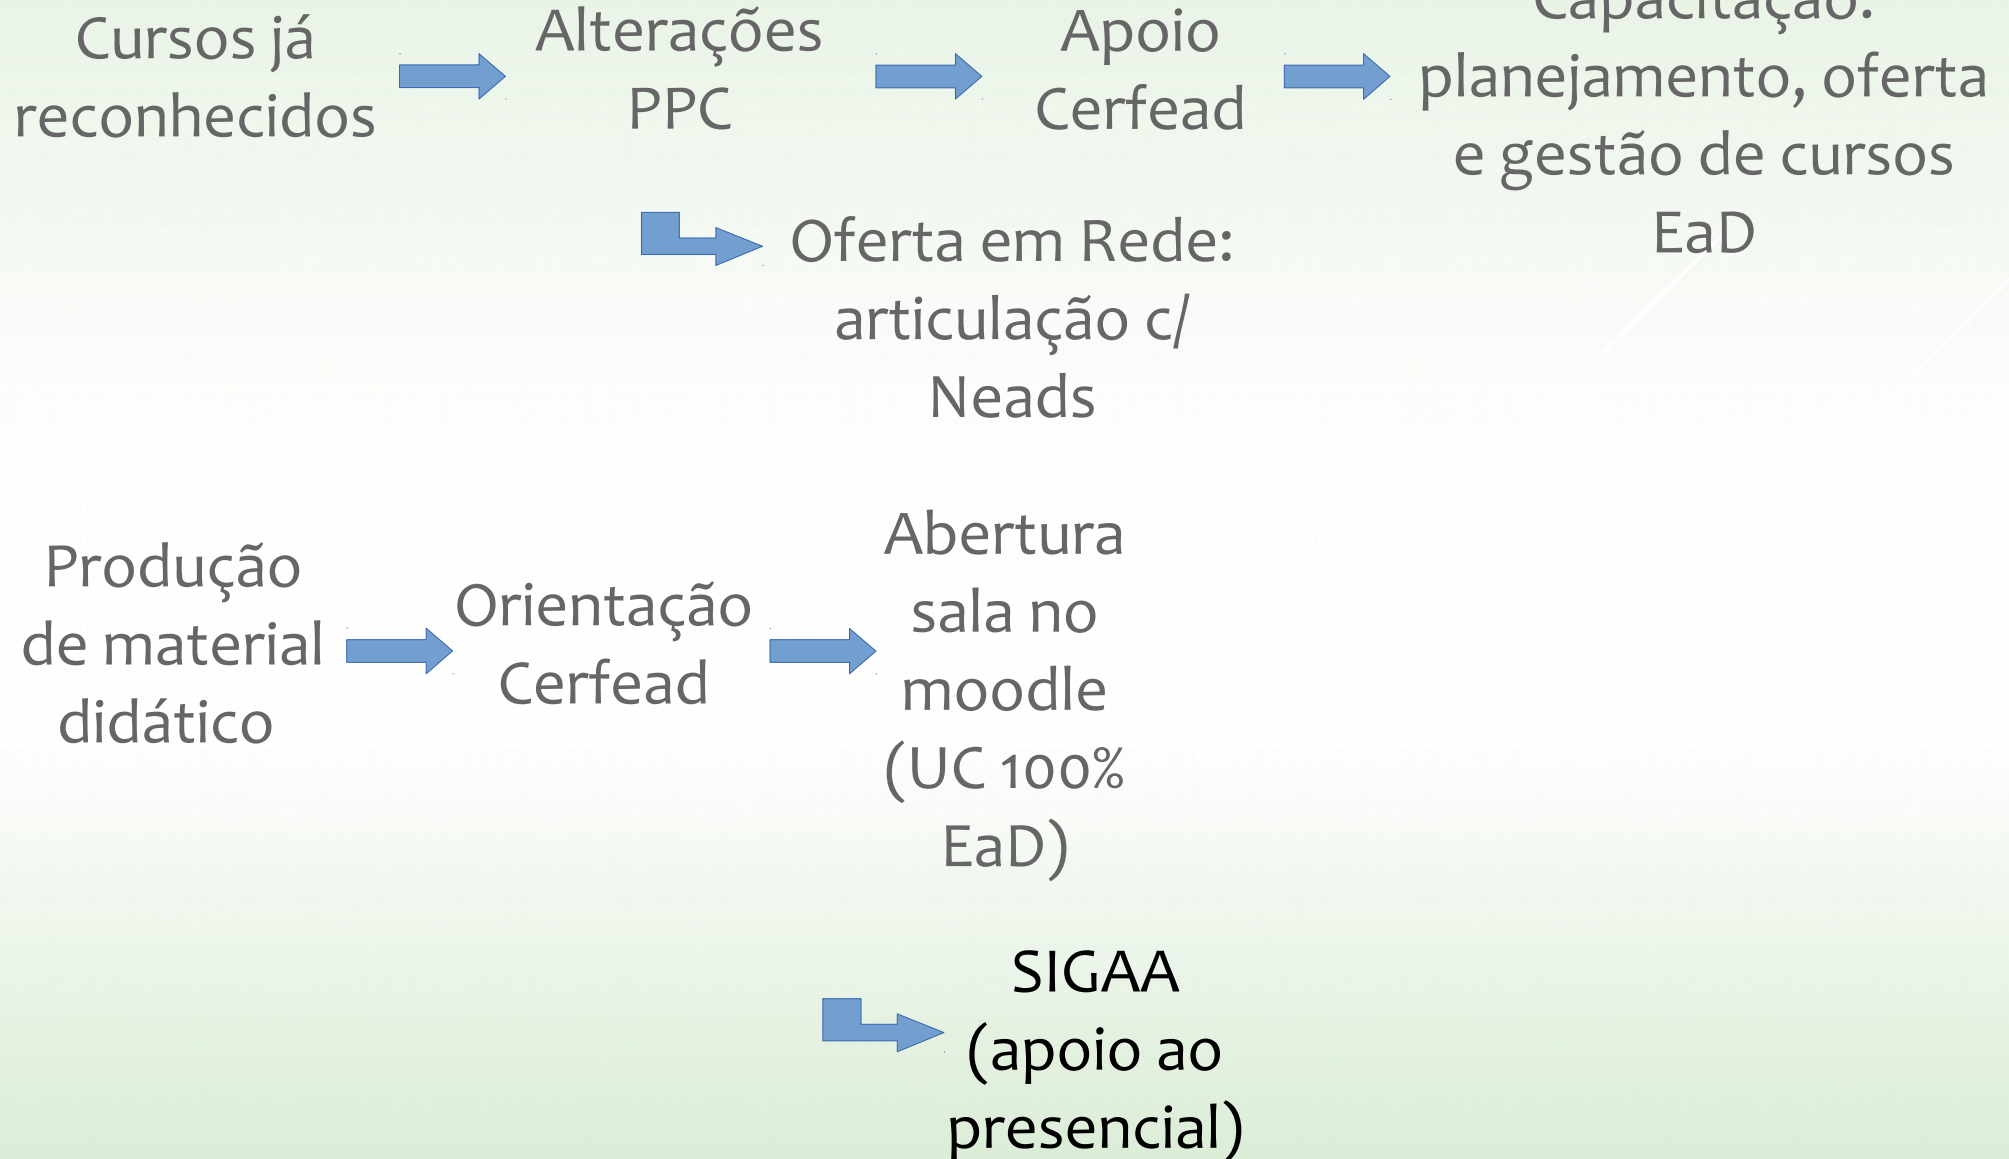 Cursos já
reconhecidos
Alterações
PPC
Apoio
Cerfead
Capacitação:
planejamento, oferta
e gestão de cursos
EaD
Oferta em Rede:
articulação c/
Neads
Produção
de material
didático
Orientação
Cerfead
Abertura
sala no
moodle
(UC 100%
EaD)
SIGAA
(apoio ao
presencial)